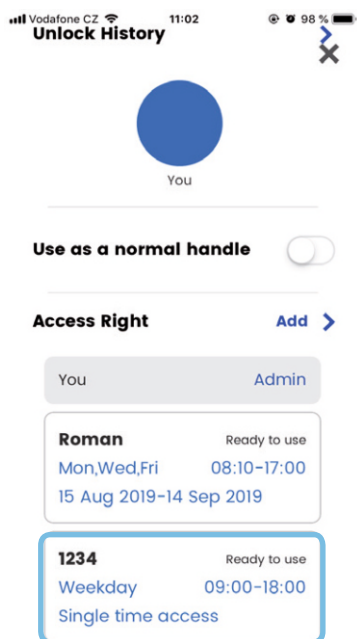 Vodafone CZ 11:02 98 %
Unlock History
You
Use as a normal handle
Access Right Add
You Admin
Roman Ready to use
Mon,Wed,Fri 08:10-17:00
15 Aug 2019-14 Sep 2019
1234 Ready to use
Weekday 09:00-18:00
Single time access